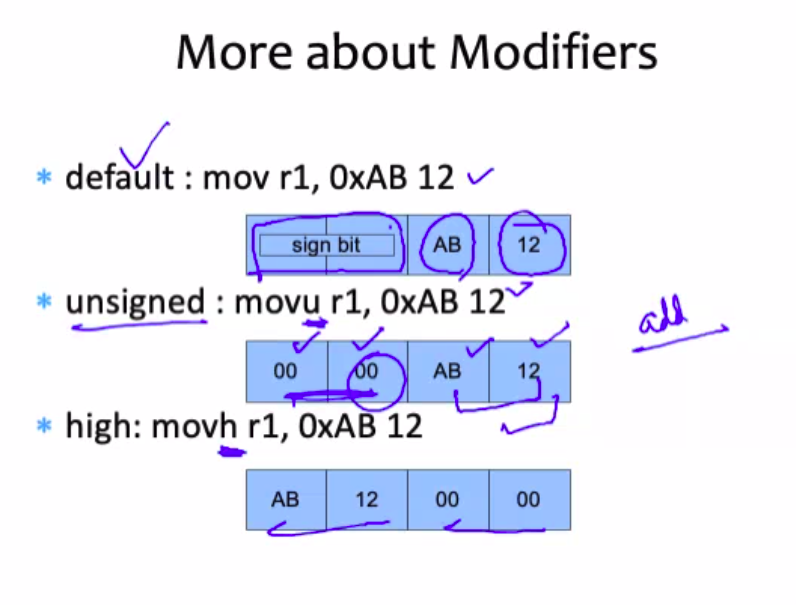 More about Modifiers
* default : mov r1, 0xAB 12
sign bit AB 12
* unsigned : movu r1, 0xAB 12
add
00 00 AB 12
* high: movh r1, 0xAB 12
AB 12 00 00